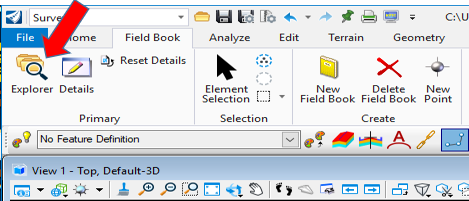 Surve
C:\U
File Home Field Book Analyze Edit Terrain Geometry
Reset Details
Explorer Details
Element Selection
New Field Book
Delete Field Book
New Point
Primary Selection Create
No Feature Definition
View 1 - Top, Default-3D